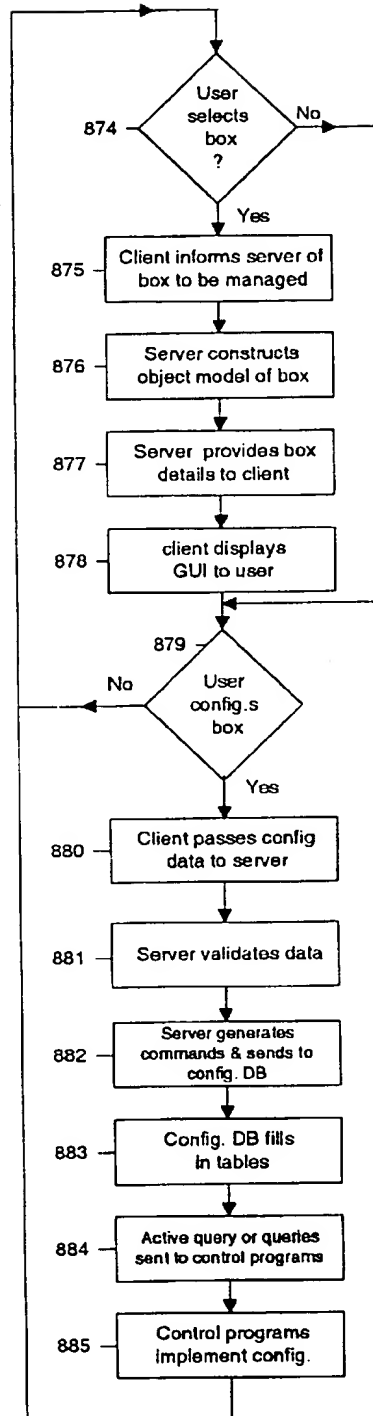 User
selects
box
?
No
874
Yes
875
Client informs server of
box to be managed
876
Server constructs
object model of box
877
Server provides box
details to client
878
client displays
GUI to user
879
No
User
config.s
box
Yes
880
Client passes config
data to server
881
Server validates data
882
Server generates
commands & sends to
config. DB
883
Config. DB fills
in tables
884
Active query or queries
sent to control programs
885
Control programs
implement config.